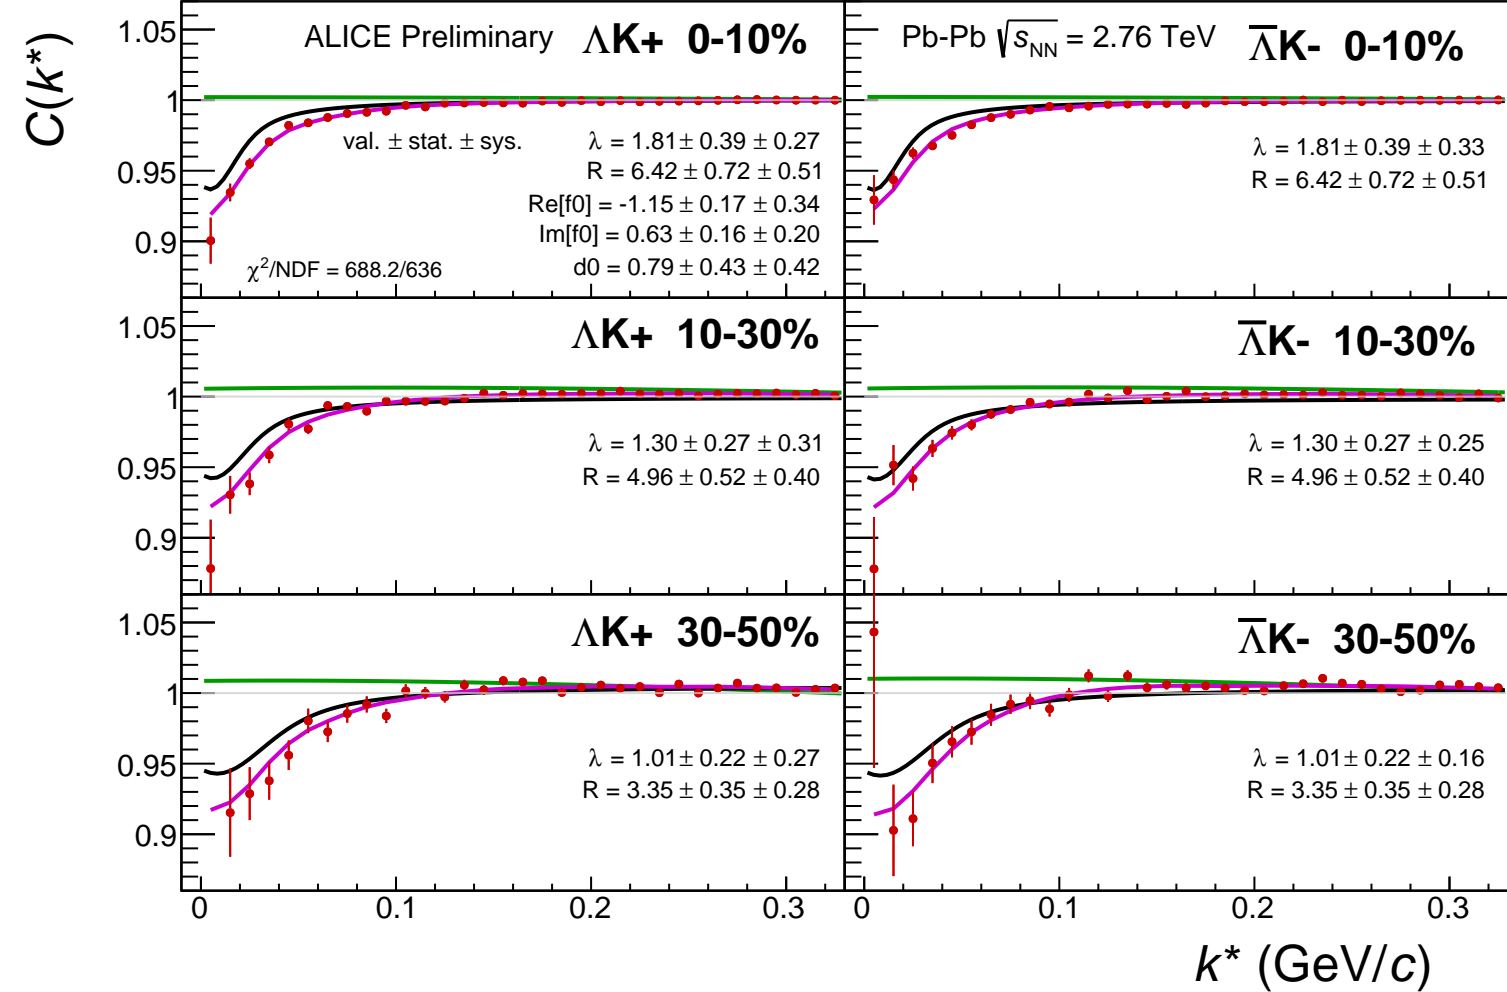 C(k*)
ALICE Preliminary ΛK+ 0-10%
val. ± stat. ± sys.
λ = 1.81 ± 0.39 ± 0.27
R = 6.42 ± 0.72 ± 0.51
Re[f0] = -1.15 ± 0.17 ± 0.34
Im[f0] = 0.63 ± 0.16 ± 0.20
d0 = 0.79 ± 0.43 ± 0.42
χ²/NDF = 688.2/636
1.05
1
0.95
0.9
Pb-Pb √s_NN = 2.76 TeV Λ̅K- 0-10%
λ = 1.81 ± 0.39 ± 0.33
R = 6.42 ± 0.72 ± 0.51
ΛK+ 10-30%
λ = 1.30 ± 0.27 ± 0.31
R = 4.96 ± 0.52 ± 0.40
1.05
1
0.95
0.9
Λ̅K- 10-30%
λ = 1.30 ± 0.27 ± 0.25
R = 4.96 ± 0.52 ± 0.40
ΛK+ 30-50%
λ = 1.01 ± 0.22 ± 0.27
R = 3.35 ± 0.35 ± 0.28
1.05
1
0.95
0.9
Λ̅K- 30-50%
λ = 1.01 ± 0.22 ± 0.16
R = 3.35 ± 0.35 ± 0.28
0 0.1 0.2 0.3
0 0.1 0.2 0.3
k* (GeV/c)